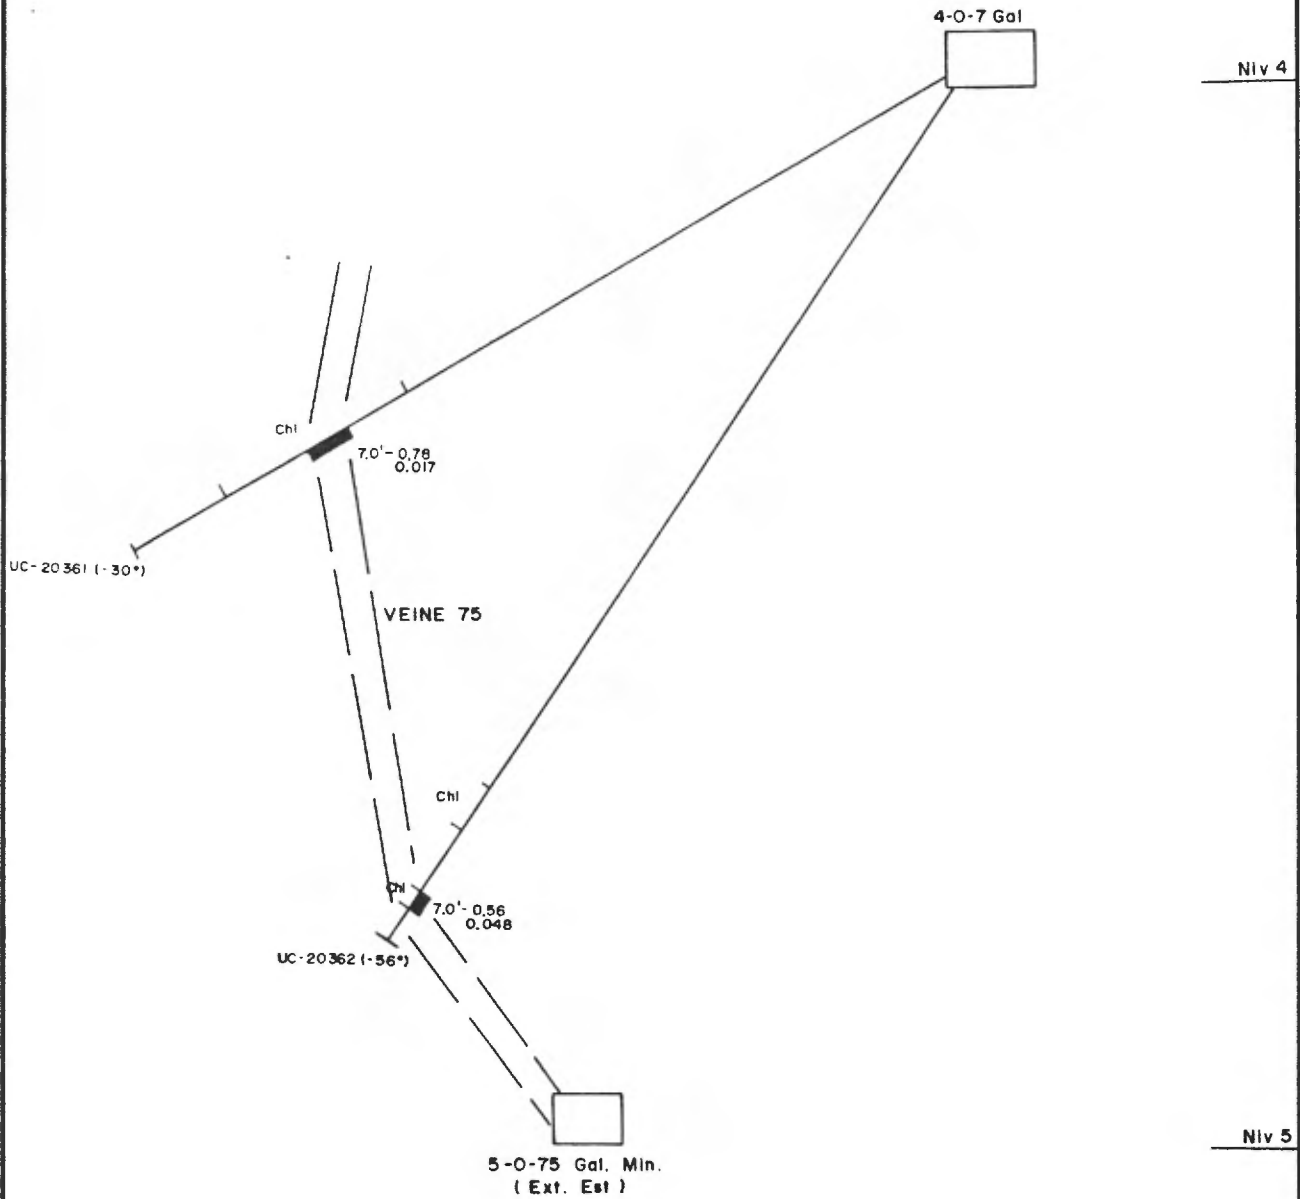 4-0-7 Gal
Niv 4
Chl
7.0'-0.78
0.017
UC-20361 (-30°)
VEINE 75
Chl
Chl
7.0'-0.56
0.048
UC-20362 (-56°)
Niv 5
5-0-75 Gal. Min.
( Ext. Est )